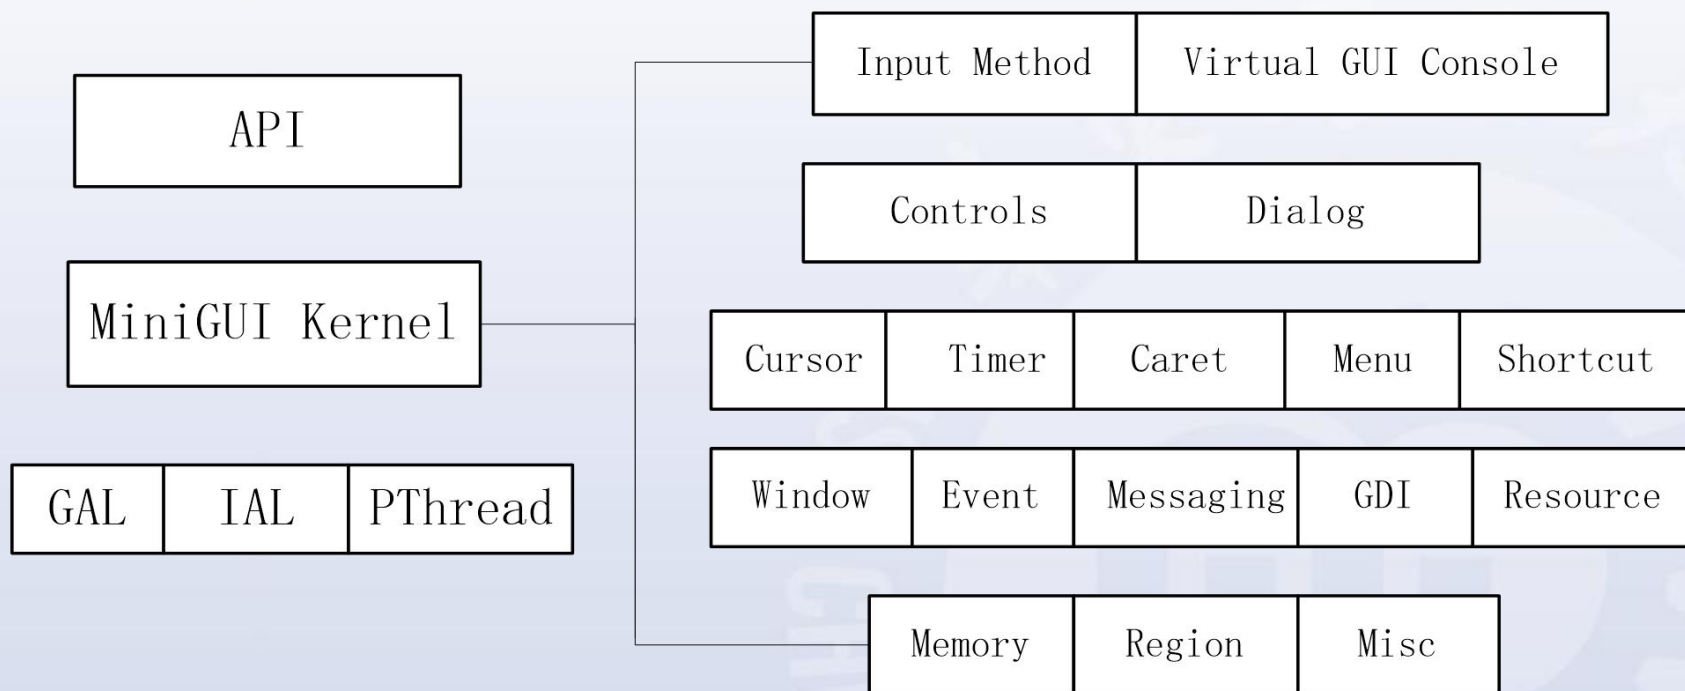 API
MiniGUI Kernel
GAL IAL PThread
Input Method Virtual GUI Console
Controls Dialog
Cursor Timer Caret Menu Shortcut
Window Event Messaging GDI Resource
Memory Region Misc